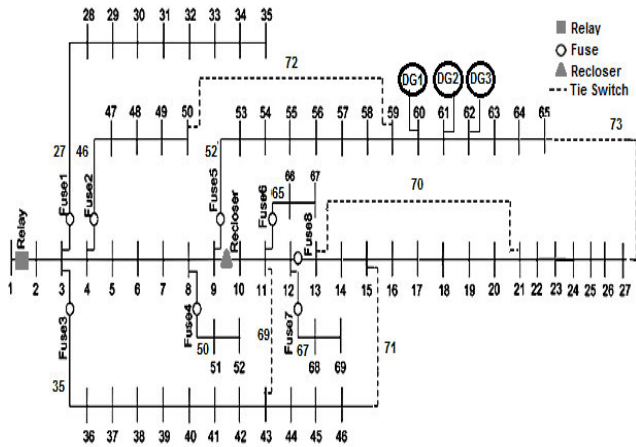 28 29 30 31 32 33 34 35
Relay
Fuse
Recloser
Tie Switch
72
DG1 DG2 DG3
47 48 49 50
53 54 55 56 57 58 59 60 61 62 63 64 65
73
27 46 52
66 67
65
70
Fuse1
Fuse2
Fuse5
Fuse6
Fuse8
Relay
Recloser
1 2 3 4 5 6 7 8 9 10 11 12 13 14 15 16 17 18 19 20 21 22 23 24 25 26 27
Fuse3
Fuse4
Fuse7
50
51 52
69
67
68 69
71
35
36 37 38 39 40 41 42 43 44 45 46